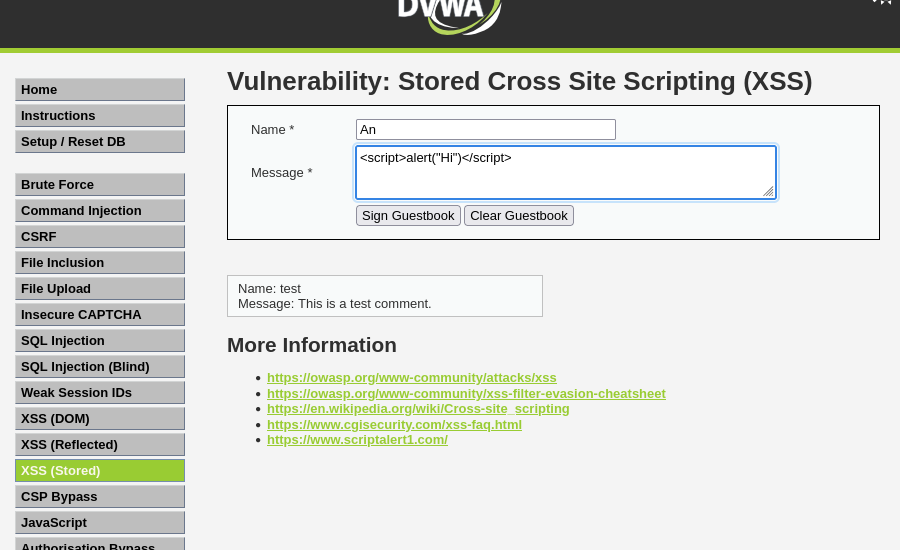 DVWA
Vulnerability: Stored Cross Site Scripting (XSS)
Home
Instructions
Setup / Reset DB
Brute Force
Command Injection
CSRF
File Inclusion
File Upload
Insecure CAPTCHA
SQL Injection
SQL Injection (Blind)
Weak Session IDs
XSS (DOM)
XSS (Reflected)
XSS (Stored)
CSP Bypass
JavaScript
Authorisation Bypass
Name * An
Message * <script>alert("Hi")</script>
Sign Guestbook Clear Guestbook
Name: test
Message: This is a test comment.
More Information
https://owasp.org/www-community/attacks/xss
https://owasp.org/www-community/xss-filter-evasion-cheatsheet
https://en.wikipedia.org/wiki/Cross-site_scripting
https://www.cgisecurity.com/xss-faq.html
https://www.scriptalert1.com/